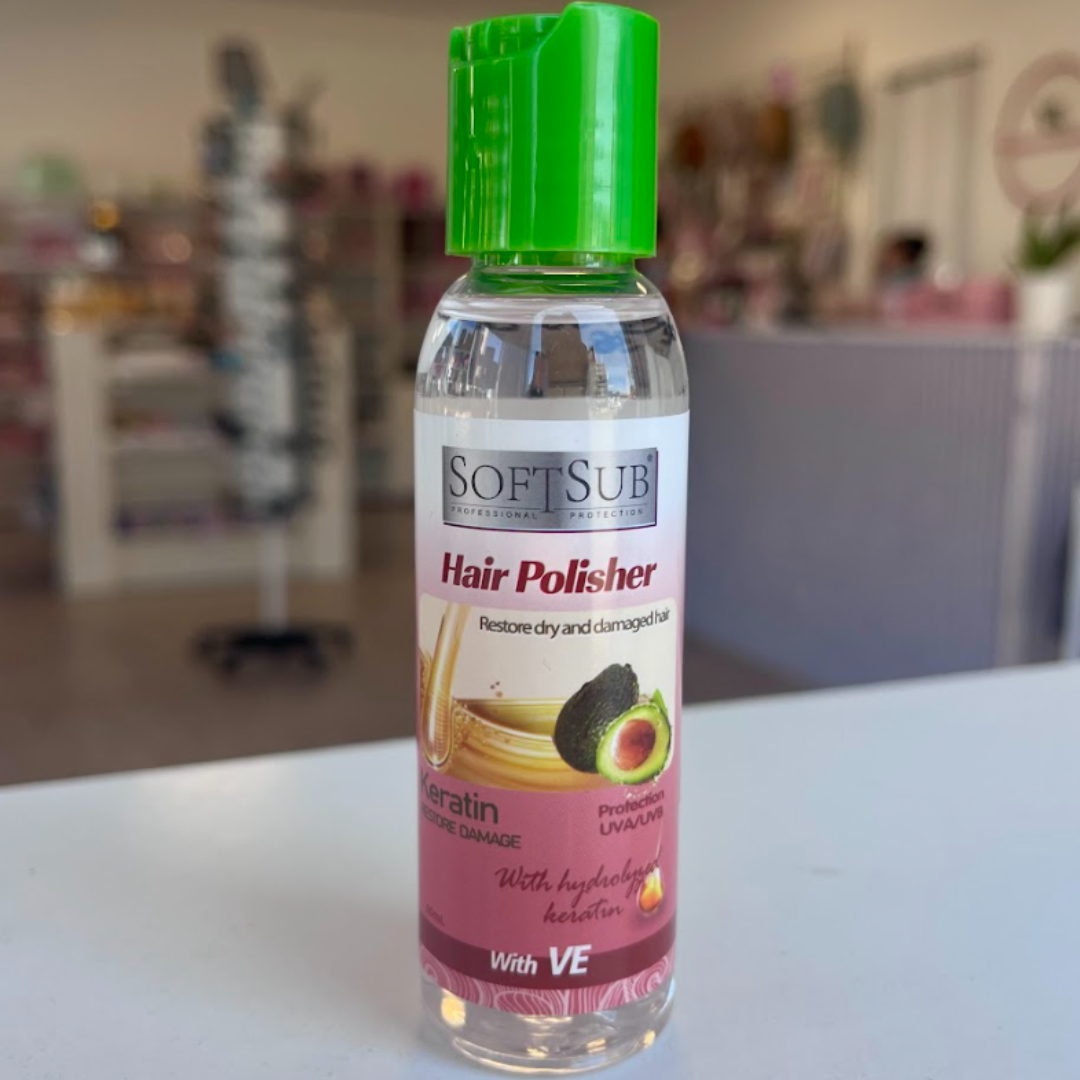 SOFTSUB®
PROFESSIONAL PROTECTION
Hair Polisher
Restore dry and damaged hair
Keratin
RESTORE DAMAGE
Protection
UVA/UVB
With hydrolyzed
keratin
With VE